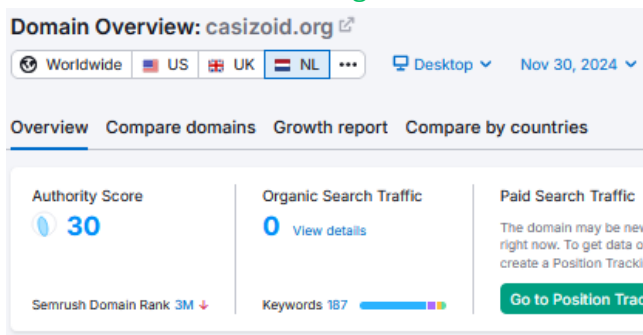 Domain Overview: casizoid.org
Worldwide US UK NL ••• Desktop Nov 30, 2024
Overview Compare domains Growth report Compare by countries
Authority Score
30
Semrush Domain Rank 3M
Organic Search Traffic
0 View details
Keywords 187
Paid Search Traffic
The domain may be new
right now. To get data o
create a Position Tracki
Go to Position Trac